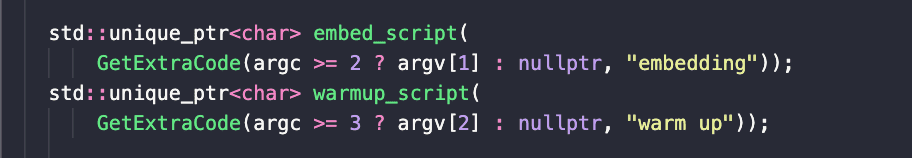 std::unique_ptr<char> embed_script(
    GetExtraCode(argc >= 2 ? argv[1] : nullptr, "embedding"));
std::unique_ptr<char> warmup_script(
    GetExtraCode(argc >= 3 ? argv[2] : nullptr, "warm up"));